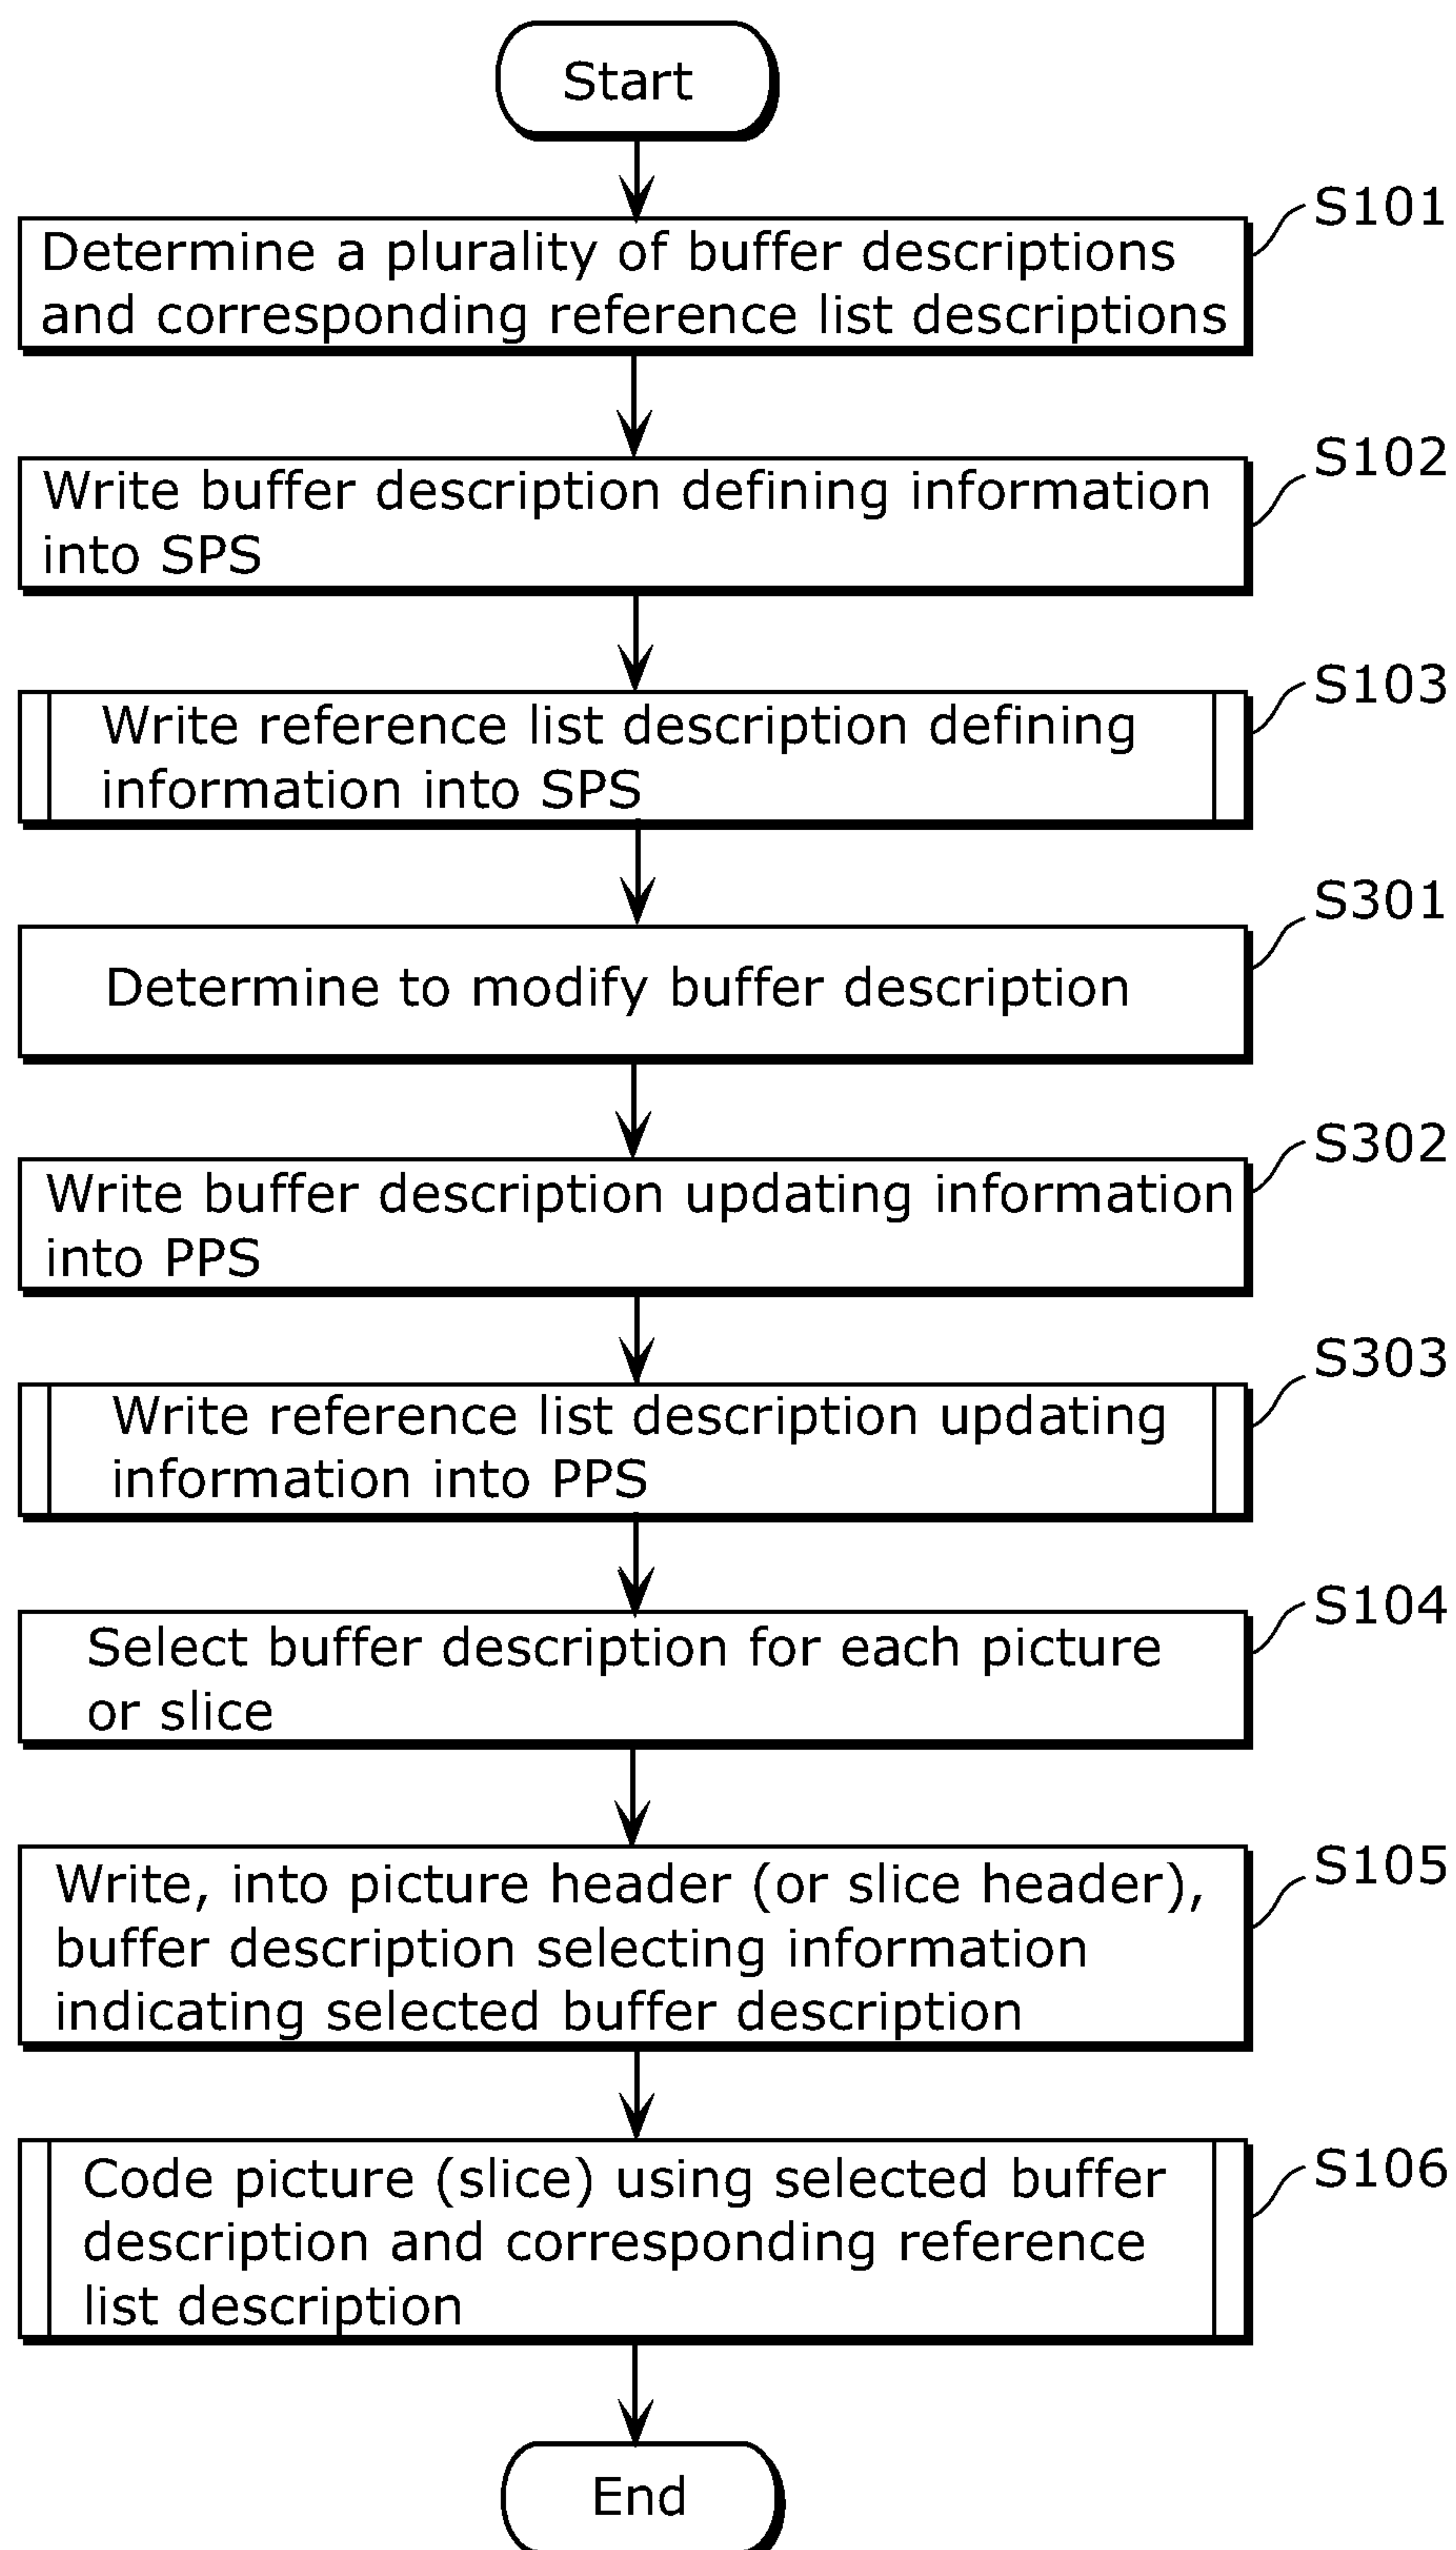 Start
S101
Determine a plurality of buffer descriptions
and corresponding reference list descriptions
S102
Write buffer description defining information
into SPS
S103
Write reference list description defining
information into SPS
S301
Determine to modify buffer description
S302
Write buffer description updating information
into PPS
S303
Write reference list description updating
information into PPS
S104
Select buffer description for each picture
or slice
S105
Write, into picture header (or slice header),
buffer description selecting information
indicating selected buffer description
S106
Code picture (slice) using selected buffer
description and corresponding reference
list description
End